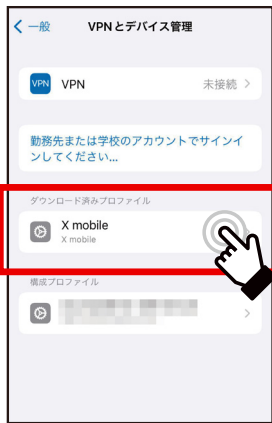 一般
VPNとデバイス管理
VPN
VPN
未接続
勤務先または学校のアカウントでサインイ
ンしてください...
ダウンロード済みプロファイル
X mobile
X mobile
構成プロファイル